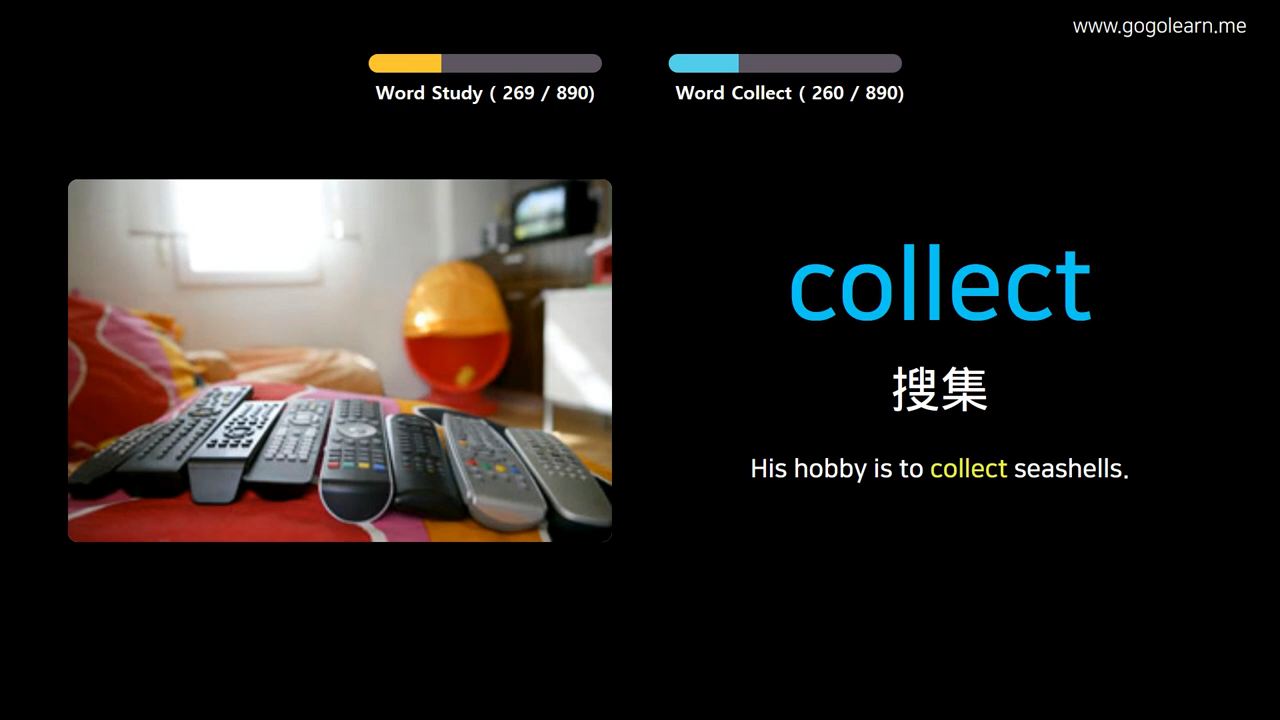 www.gogolearn.me
Word Study ( 269 / 890)
Word Collect ( 260 / 890)
collect
搜集
His hobby is to collect seashells.